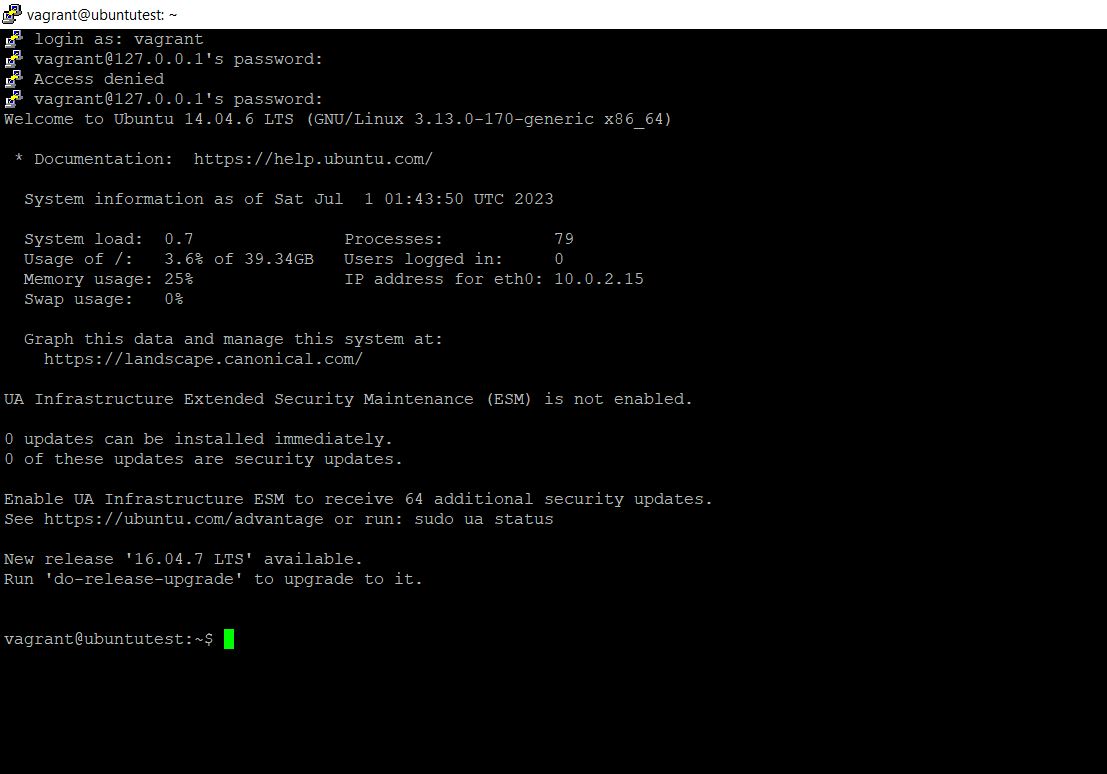 vagrant@ubuntutest: ~
login as: vagrant
vagrant@127.0.0.1's password:
Access denied
vagrant@127.0.0.1's password:
Welcome to Ubuntu 14.04.6 LTS (GNU/Linux 3.13.0-170-generic x86_64)
* Documentation:  https://help.ubuntu.com/
System information as of Sat Jul  1 01:43:50 UTC 2023
System load:  0.7               Processes:           79
Usage of /:   3.6% of 39.34GB   Users logged in:     0
Memory usage: 25%               IP address for eth0: 10.0.2.15
Swap usage:   0%
Graph this data and manage this system at:
https://landscape.canonical.com/
UA Infrastructure Extended Security Maintenance (ESM) is not enabled.
0 updates can be installed immediately.
0 of these updates are security updates.
Enable UA Infrastructure ESM to receive 64 additional security updates.
See https://ubuntu.com/advantage or run: sudo ua status
New release '16.04.7 LTS' available.
Run 'do-release-upgrade' to upgrade to it.
vagrant@ubuntutest:~$